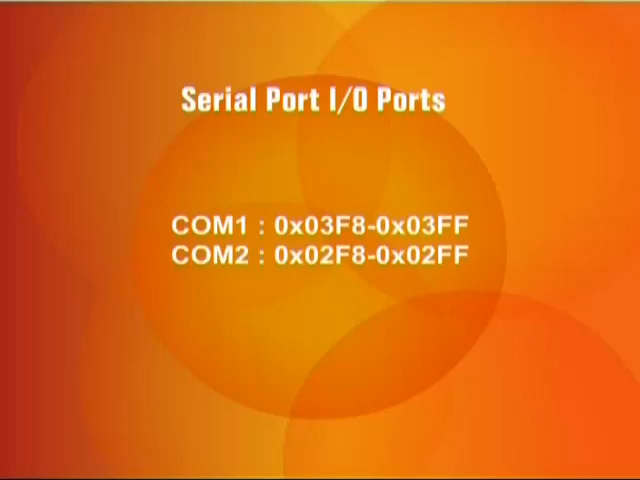 Serial Port I/O Ports
COM1 : 0x03F8-0x03FF
COM2 : 0x02F8-0x02FF